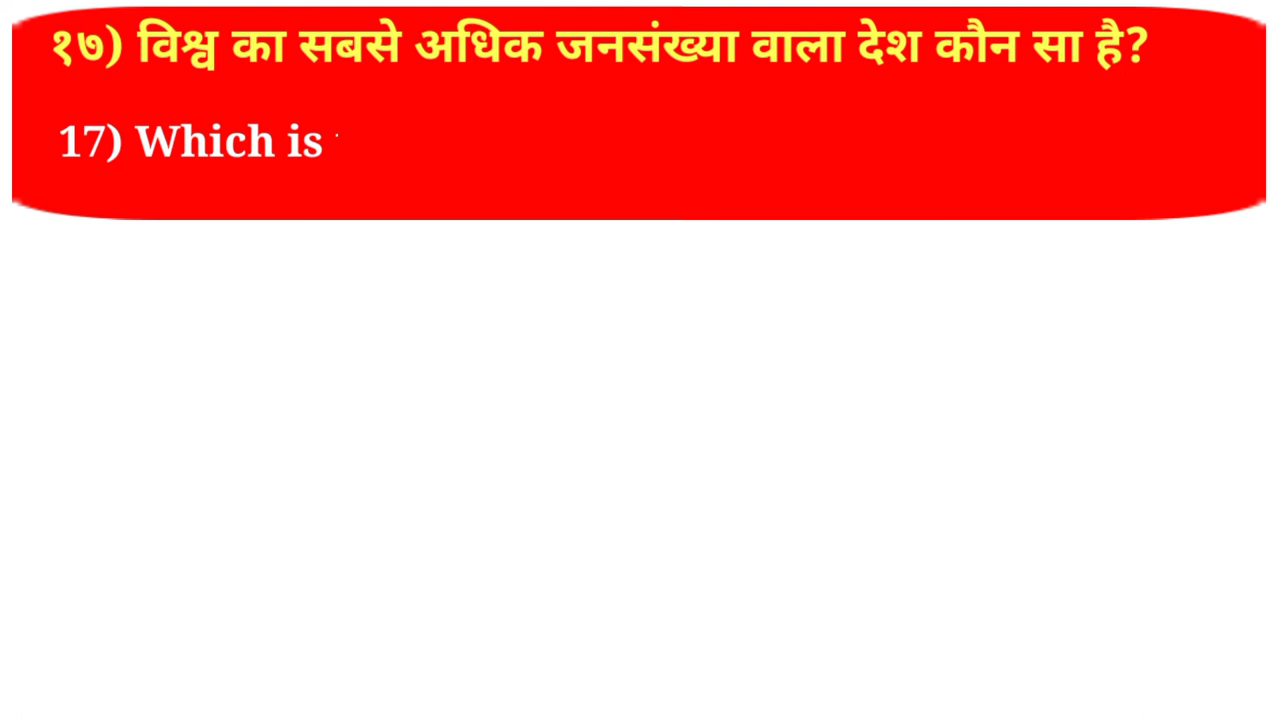 १७) विश्व का सबसे अधिक जनसंख्या वाला देश कौन सा है?
17) Which is